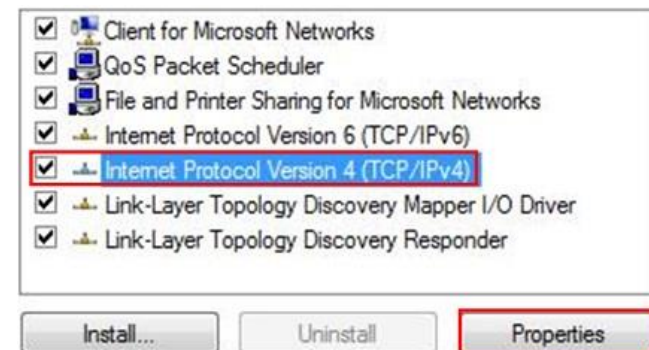 Client for Microsoft Networks
QoS Packet Scheduler
File and Printer Sharing for Microsoft Networks
Internet Protocol Version 6 (TCP/IPv6)
Internet Protocol Version 4 (TCP/IPv4)
Link-Layer Topology Discovery Mapper I/O Driver
Link-Layer Topology Discovery Responder
Install... Uninstall Properties